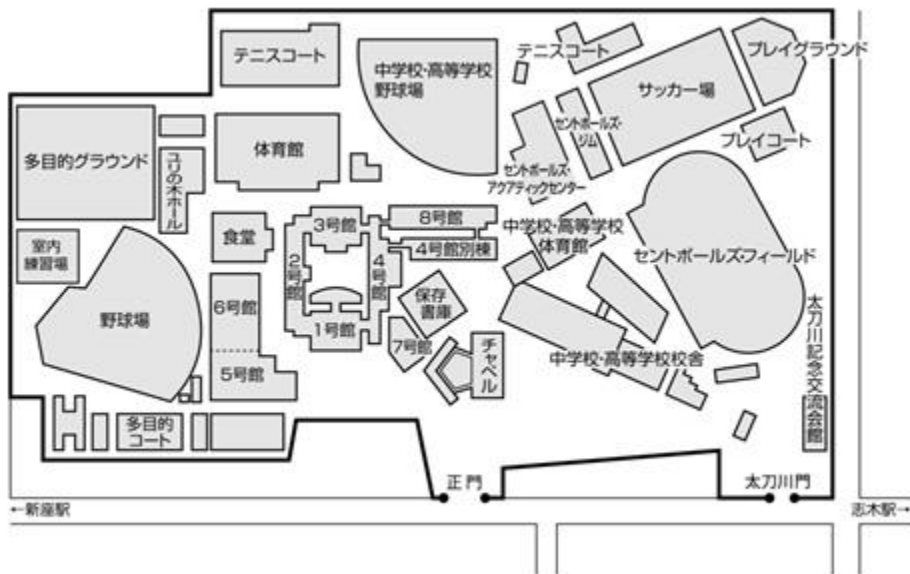 テニスコート
中学校・高等学校
野球場
テニスコート
プレイグラウンド
サッカー場
セントポールズ・
ジム
プレイコート
多目的グラウンド
ユリの木ホール
体育館
セントポールズ・
アクアティックセンター
室内
練習場
食堂
3号館
8号館
4号館別棟
中学校・高等学校
体育館
セントポールズ・フィールド
2号館
4号館
保存
書庫
野球場
6号館
1号館
7号館
チャペル
5号館
中学校・高等学校校舎
太刀川記念交流会館
多目的
コート
正門
太刀川門
←新座駅
志木駅→